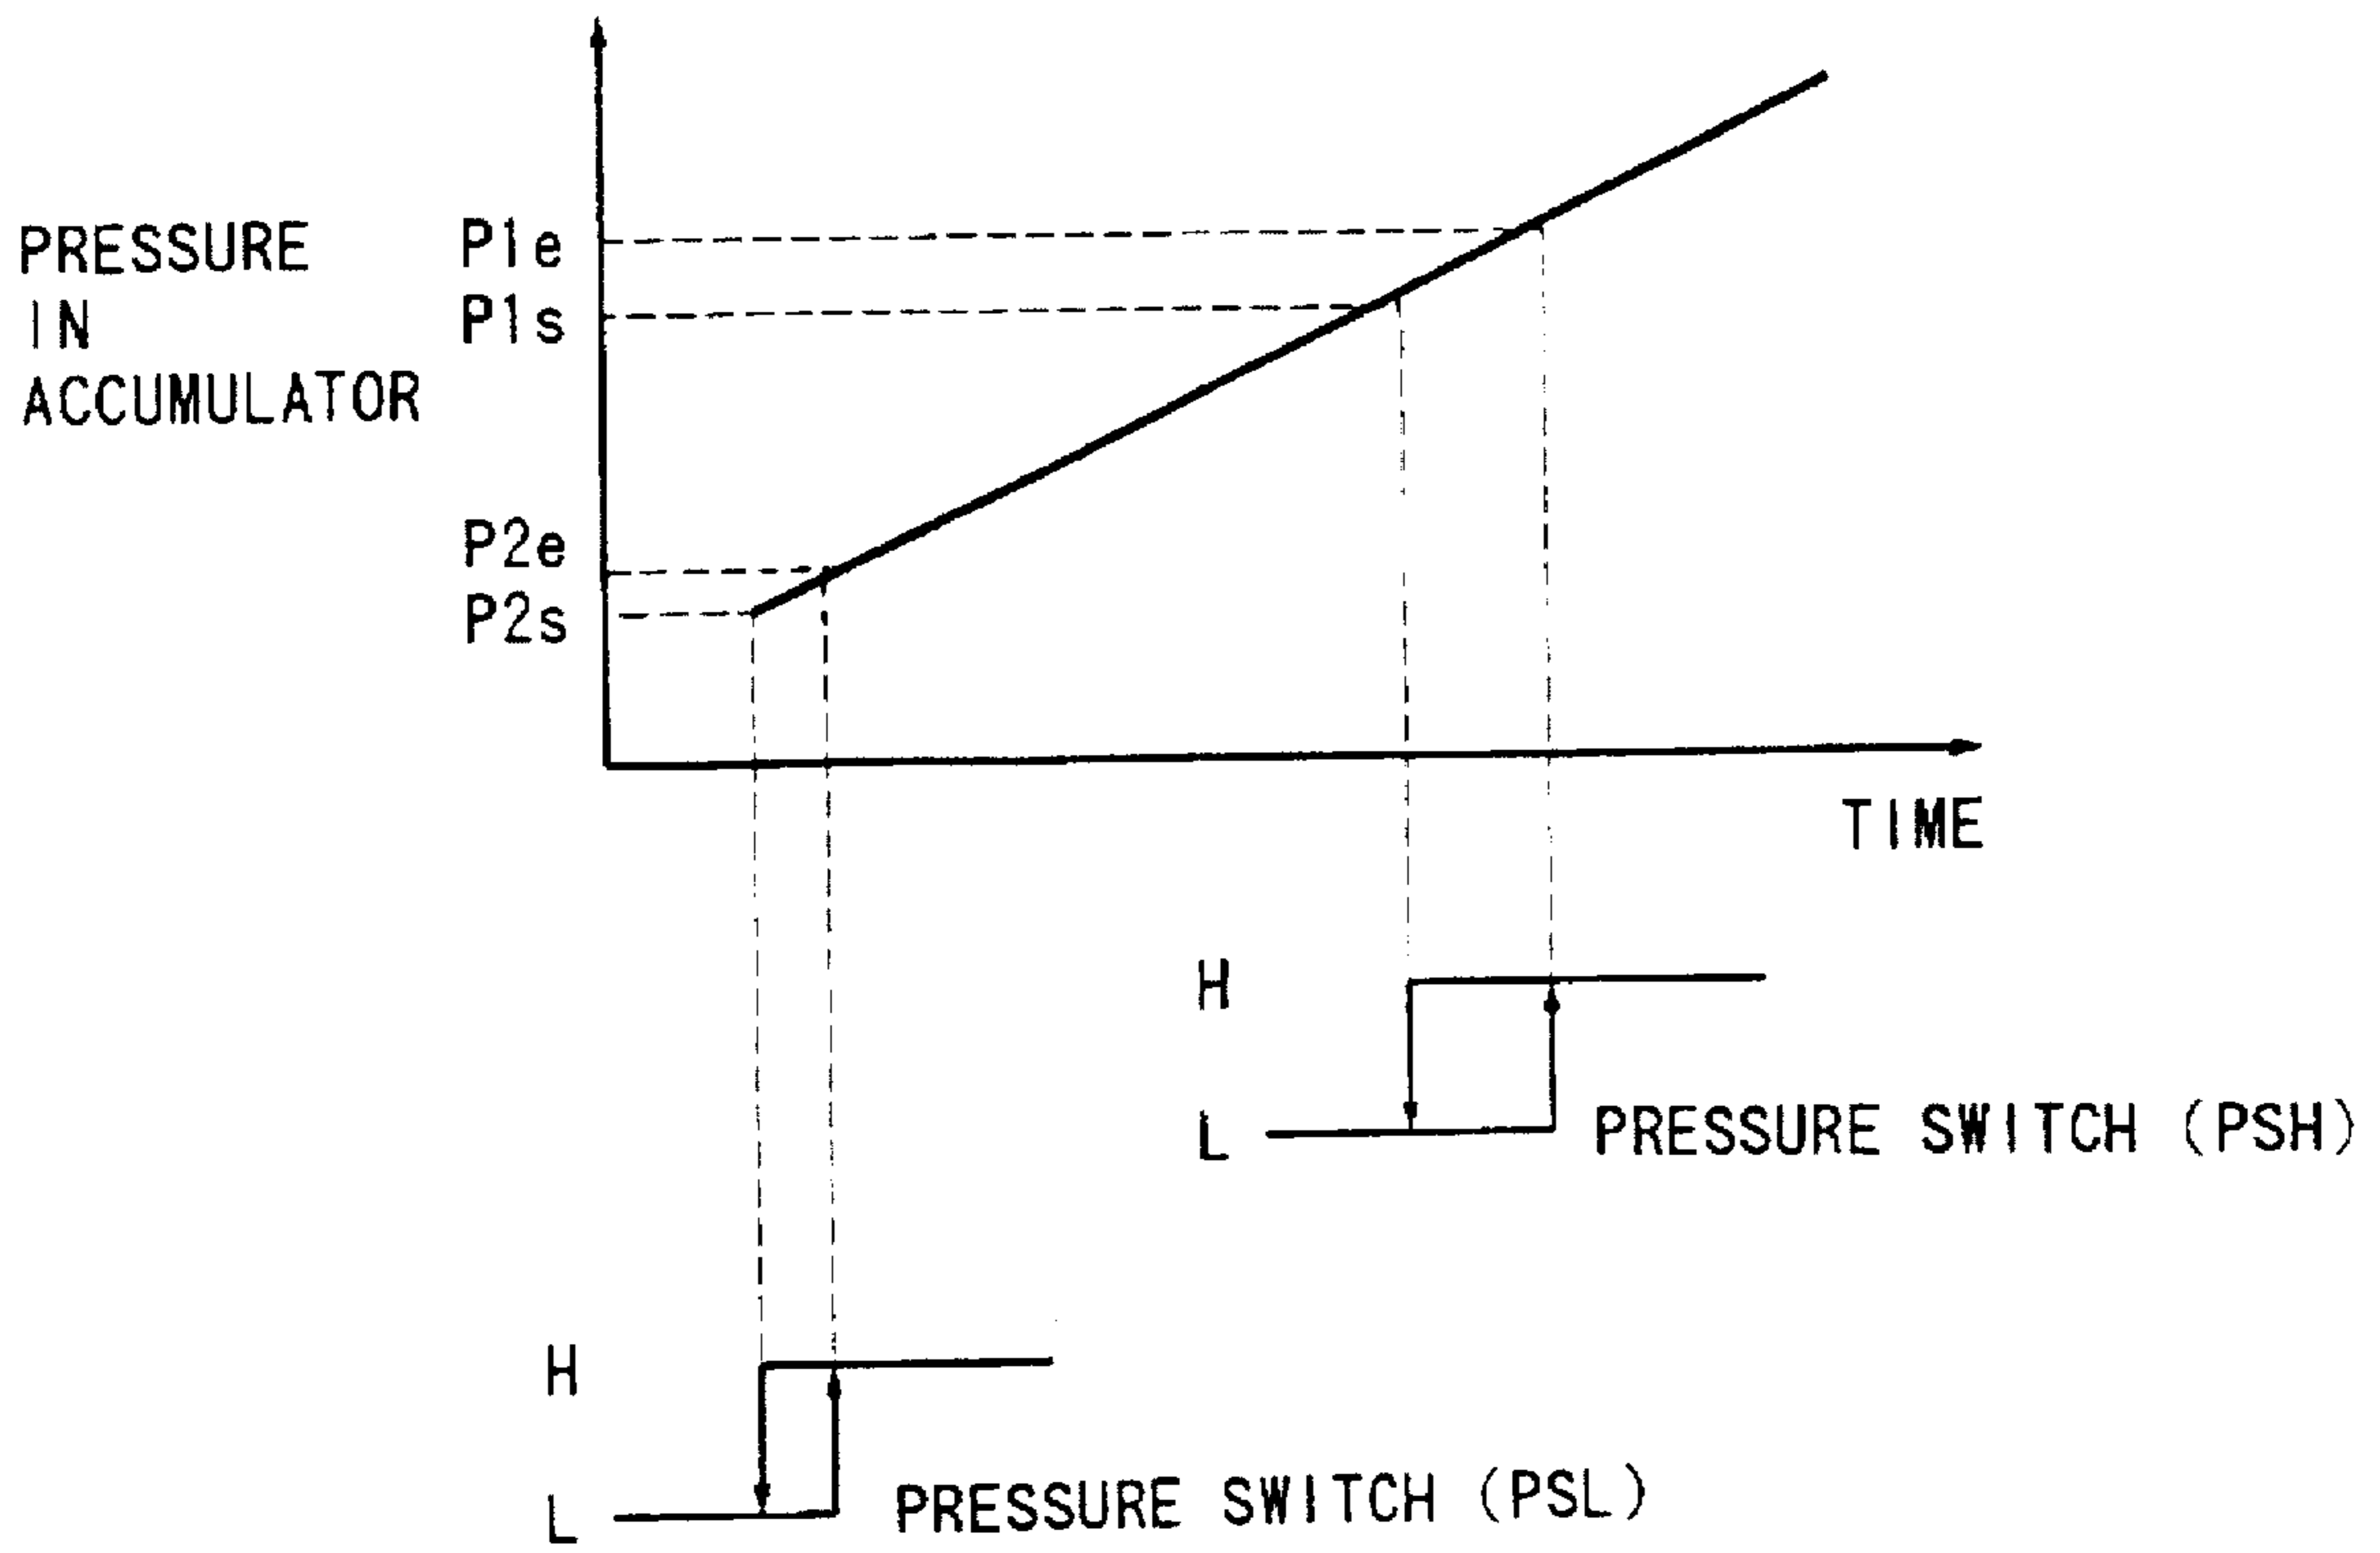 PRESSURE
IN
ACCUMULATOR
P1e
P1s
P2e
P2s
TIME
H
L
PRESSURE SWITCH (PSH)
H
L
PRESSURE SWITCH (PSL)